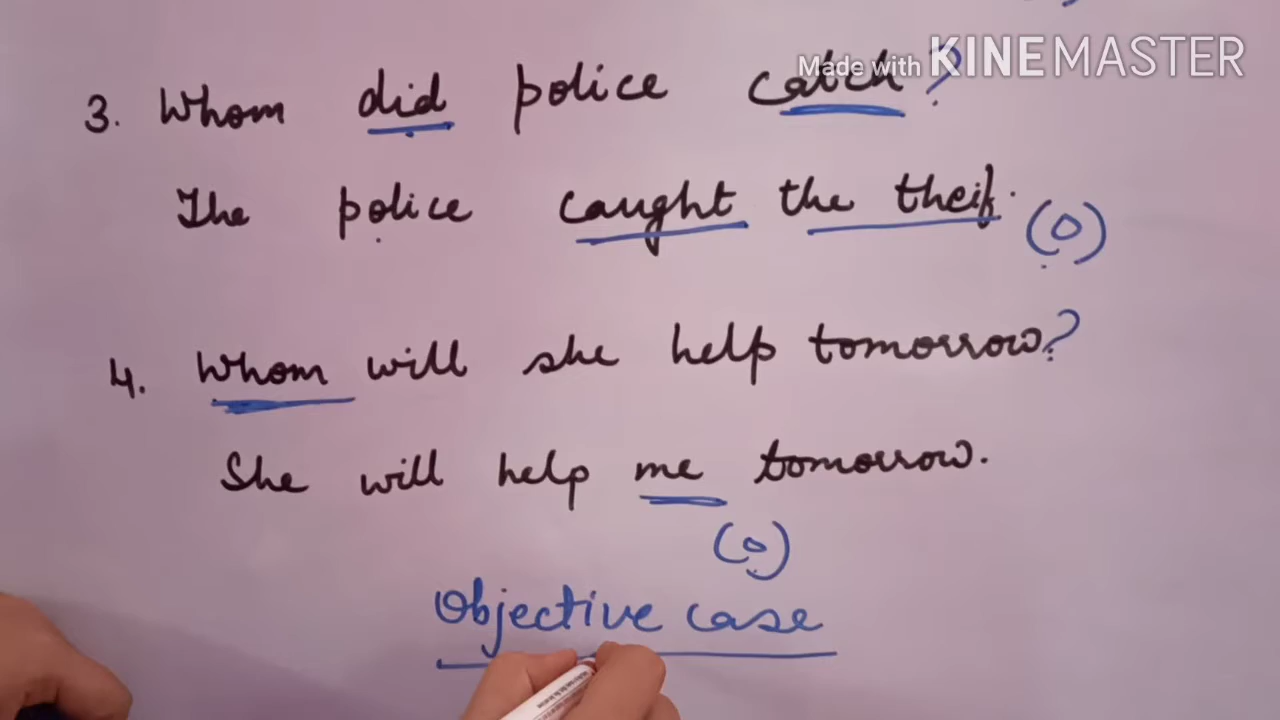 Made with KINEMASTER
3. Whom did police catch?
The police caught the theif.
(O)
4. Whom will she help tomorrow?
She will help me tomorrow.
(O)
Objective case